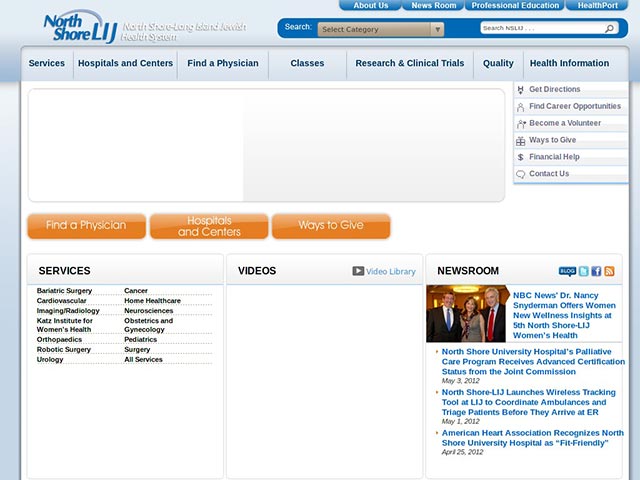 About Us
News Room
Professional Education
HealthPort
North Shore LIJ
North Shore-Long Island Jewish
Health System
Search:
Select Category
Search NSLIJ . . .
Services
Hospitals and Centers
Find a Physician
Classes
Research & Clinical Trials
Quality
Health Information
Get Directions
Find Career Opportunities
Become a Volunteer
Ways to Give
$ Financial Help
Contact Us
Find a Physician
Hospitals
and Centers
Ways to Give
SERVICES
Bariatric Surgery
Cardiovascular
Imaging/Radiology
Katz Institute for
Women's Health
Orthopaedics
Robotic Surgery
Urology
Cancer
Home Healthcare
Neurosciences
Obstetrics and
Gynecology
Pediatrics
Surgery
All Services
VIDEOS
Video Library
NEWSROOM
BLOG
NBC News' Dr. Nancy
Snyderman Offers Women
New Wellness Insights at
5th North Shore-LIJ
Women's Health
North Shore University Hospital's Palliative
Care Program Receives Advanced Certification
Status from the Joint Commission
May 3, 2012
North Shore-LIJ Launches Wireless Tracking
Tool at LIJ to Coordinate Ambulances and
Triage Patients Before They Arrive at ER
May 1, 2012
American Heart Association Recognizes North
Shore University Hospital as “Fit-Friendly”
April 25, 2012